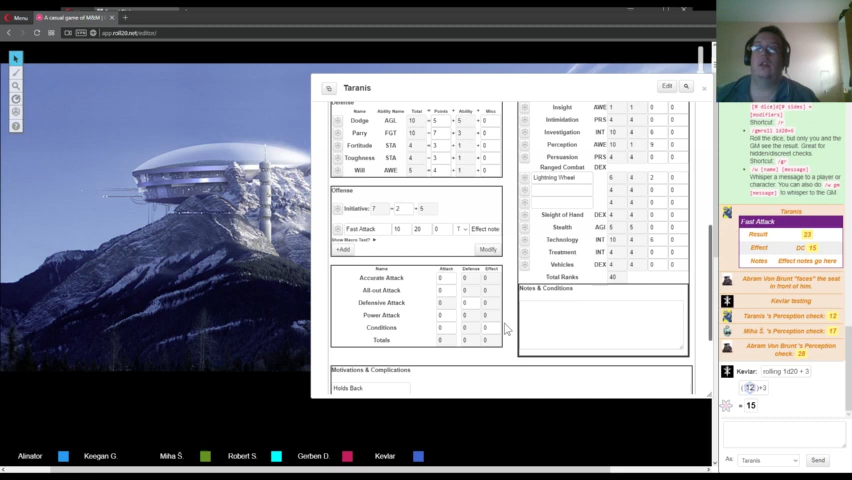 Menu
A casual game of M&M |
app.roll20.net/editor/
Taranis
Edit
Defense
Name Ability Name Total = Points + Ability + Misc
Dodge AGL 10 = 5 + 5 + 0
Parry FGT 10 = 7 + 3 + 0
Fortitude STA 4 = 3 + 1 + 0
Toughness STA 4 = 3 + 1 + 0
Will AWE 5 = 4 + 1 + 0
Offense
Initiative: 7 = 2 + 5
Fast Attack 10 20 0 Effect note
Show Macro Text?
+Add Modify
Name Attack Defense Effect
Accurate Attack 0 0 0
All-out Attack 0 0 0
Defensive Attack 0 0 0
Power Attack 0 0 0
Conditions 0 0 0
Totals 0 0 0
Motivations & Complications
Holds Back
Insight AWE 1 1 0 0
Intimidation PRS 4 4 0 0
Investigation INT 10 4 6 0
Perception AWE 10 1 9 0
Persuasion PRS 4 4 0 0
Ranged Combat DEX
Lightning Wheel 6 4 2 0
4 4 0 0
4 4 0 0
Sleight of Hand DEX 4 4 0 0
Stealth AGI 5 5 0 0
Technology INT 10 4 6 0
Treatment INT 4 4 0 0
Vehicles DEX 4 4 0 0
Total Ranks 40
Notes & Conditions
[# dice]d[# sides] +
[modifiers]
Shortcut: /r
/gmroll 1d20+6
Roll the dice, but only you and
the GM see the result. Great for
hidden/discreet checks.
Shortcut: /gr
/w [name] [message]
Whisper a message to a player or
character. You can also do /w gm
[message] to whisper to the GM.
Taranis
Fast Attack
Result 23
Effect DC 15
Notes Effect notes go here
Abram Von Brunt "faces" the seat
in front of him.
Kevlar testing
Taranis 's Perception check: 12
Miha Š. 's Perception check: 17
Abram Von Brunt's Perception
check: 28
Kevlar: rolling 1d20 + 3
(12)+3
= 15
As: Taranis Send
Alinator
Keegan G.
Miha Š.
Robert S.
Gerben D.
Kevlar